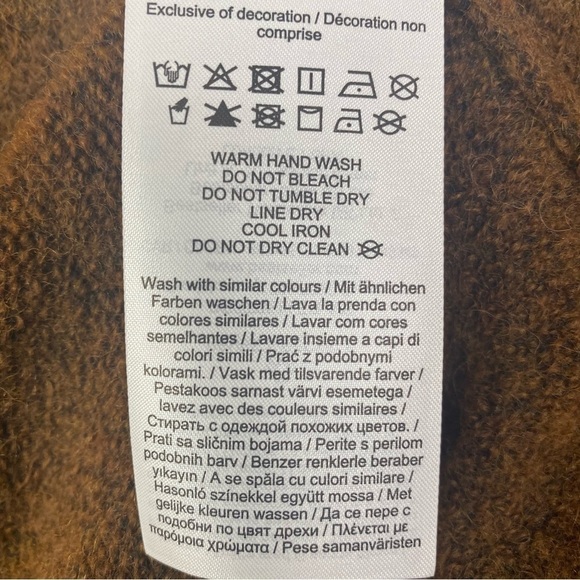 Exclusive of decoration / Décoration non
comprise
WARM HAND WASH
DO NOT BLEACH
DO NOT TUMBLE DRY
LINE DRY
COOL IRON
DO NOT DRY CLEAN
Wash with similar colours / Mit ähnlichen
Farben waschen / Lava la prenda con
colores similares / Lavar com cores
semelhantes / Lavare insieme a capi di
colori simili / Prać z podobnymi
kolorami. / Vask med tilsvarende farver /
Pestakoos sarnast värvi esemetega /
lavez avec des couleurs similaires /
Стирать с одеждой похожих цветов. /
Prati sa sličnim bojama / Perite s perilom
podobnih barv / Benzer renklerle beraber
yıkayın / A se spăla cu culori similare /
Hasonló színekkel együtt mossa / Met
gelijke kleuren wassen / Да се пере с
подобни по цвят дрехи / Πλένεται με
παρόμοια χρώματα / Pese samanväristen